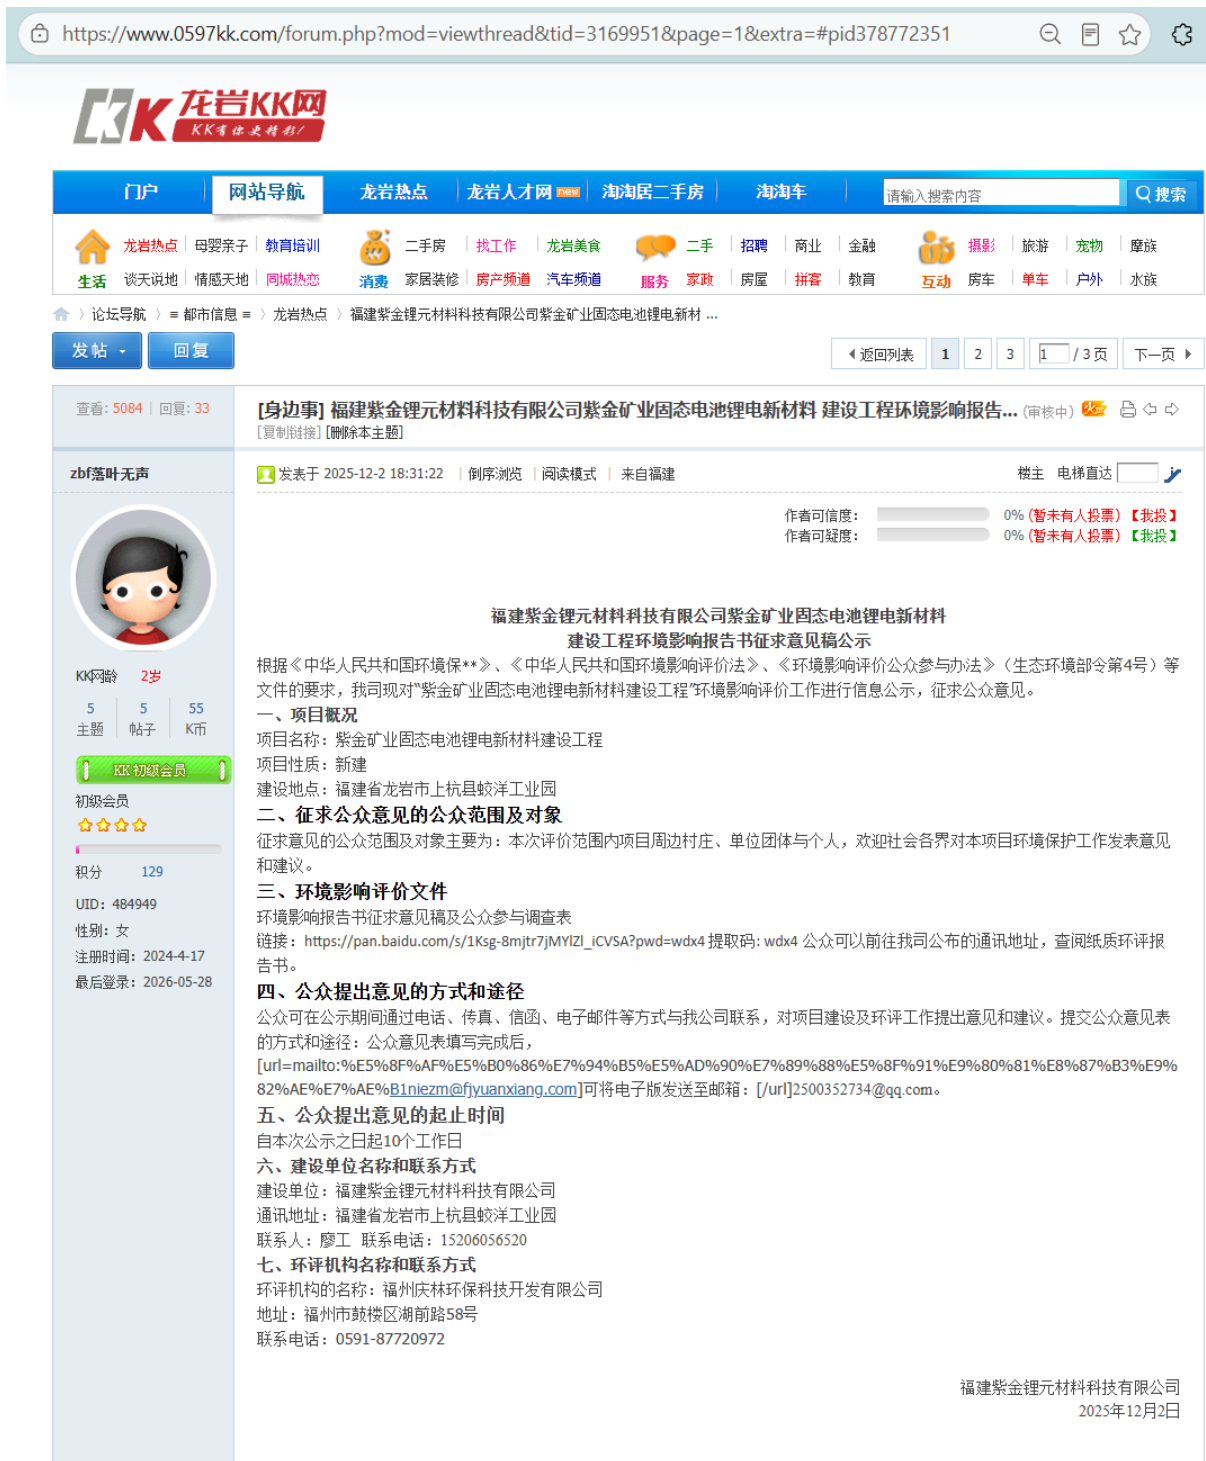 https://www.0597kk.com/forum.php?mod=viewthread&tid=3169951&page=1&extra=#pid378772351
KK 龙岩KK网
KK有你更精彩!
门户 网站导航 龙岩热点 龙岩人才网 new 淘淘居二手房 淘淘车 请输入搜索内容 搜索
龙岩热点 母婴亲子 教育培训 二手房 找工作 龙岩美食 二手 招聘 商业 金融 摄影 旅游 宠物 摩族
生活 谈天说地 情感天地 同城热恋 消费 家居装修 房产频道 汽车频道 服务 家政 房屋 拼客 教育 互动 房车 单车 户外 水族
论坛导航 〉 ≡ 都市信息 ≡ 〉 龙岩热点 〉 福建紫金锂元材料科技有限公司紫金矿业固态电池锂电新材 ...
发帖 回复 返回列表 1 2 3 1 / 3 页 下一页
查看: 5084 | 回复: 33
[身边事] 福建紫金锂元材料科技有限公司紫金矿业固态电池锂电新材料 建设工程环境影响报告... (审核中)
[复制链接] [删除本主题]
zbf落叶无声
发表于 2025-12-2 18:31:22 | 倒序浏览 | 阅读模式 | 来自福建 楼主 电梯直达
作者可信度： 0% (暂未有人投票) 【我投】
作者可疑度： 0% (暂未有人投票) 【我投】
KK网龄 2岁
5 5 55
主题 帖子 K币
KK 初级会员
初级会员
积分 129
UID：484949
性别：女
注册时间：2024-4-17
最后登录：2026-05-28
福建紫金锂元材料科技有限公司紫金矿业固态电池锂电新材料
建设工程环境影响报告书征求意见稿公示
根据《中华人民共和国环境保**》、《中华人民共和国环境影响评价法》、《环境影响评价公众参与办法》（生态环境部令第4号）等
文件的要求，我司现对“紫金矿业固态电池锂电新材料建设工程”环境影响评价工作进行信息公示，征求公众意见。
一、项目概况
项目名称：紫金矿业固态电池锂电新材料建设工程
项目性质：新建
建设地点：福建省龙岩市上杭县蛟洋工业园
二、征求公众意见的公众范围及对象
征求意见的公众范围及对象主要为：本次评价范围内项目周边村庄、单位团体与个人，欢迎社会各界对本项目环境保护工作发表意见
和建议。
三、环境影响评价文件
环境影响报告书征求意见稿及公众参与调查表
链接：https://pan.baidu.com/s/1Ksg-8mjtr7jMYlZl_iCVSA?pwd=wdx4 提取码: wdx4 公众可以前往我司公布的通讯地址，查阅纸质环评报
告书。
四、公众提出意见的方式和途径
公众可在公示期间通过电话、传真、信函、电子邮件等方式与我公司联系，对项目建设及环评工作提出意见和建议。提交公众意见表
的方式和途径：公众意见表填写完成后，
[url=mailto:%E5%8F%AF%E5%B0%86%E7%94%B5%E5%AD%90%E7%89%88%E5%8F%91%E9%80%81%E8%87%B3%E9%
82%AE%E7%AE%B1niezm@fjyuanxiang.com]可将电子版发送至邮箱：[/url]2500352734@qq.com。
五、公众提出意见的起止时间
自本次公示之日起10个工作日
六、建设单位名称和联系方式
建设单位：福建紫金锂元材料科技有限公司
通讯地址：福建省龙岩市上杭县蛟洋工业园
联系人：廖工 联系电话：15206056520
七、环评机构名称和联系方式
环评机构的名称：福州庆林环保科技开发有限公司
地址：福州市鼓楼区湖前路58号
联系电话：0591-87720972
福建紫金锂元材料科技有限公司
2025年12月2日